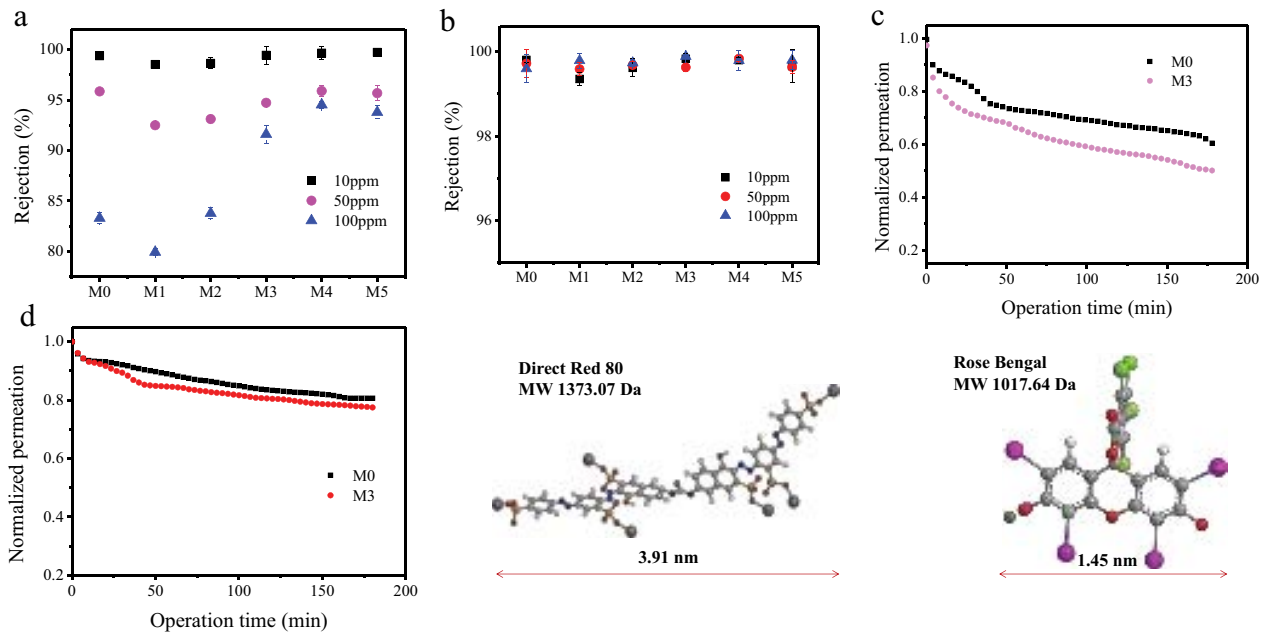 a
100
95
90
85
80
Rejection (%)
10ppm
50ppm
100ppm
M0 M1 M2 M3 M4 M5
b
100
98
96
Rejection (%)
10ppm
50ppm
100ppm
M0 M1 M2 M3 M4 M5
c
1.0
0.8
0.6
0.4
0.2
Normalized permeation
M0
M3
0 50 100 150 200
Operation time (min)
d
1.0
0.8
0.6
0.4
0.2
Normalized permeation
M0
M3
0 50 100 150 200
Operation time (min)
Direct Red 80
MW 1373.07 Da
3.91 nm
Rose Bengal
MW 1017.64 Da
1.45 nm